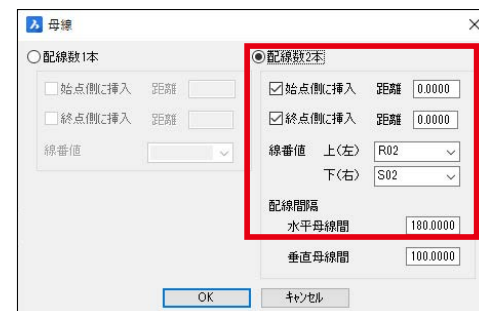 母線
配線数1本
始点側に挿入 距離
終点側に挿入 距離
線番値
配線数2本
始点側に挿入 距離 0.0000
終点側に挿入 距離 0.0000
線番値 上(左) R02
下(右) S02
配線間隔
水平母線間 180.0000
垂直母線間 100.0000
OK キャンセル